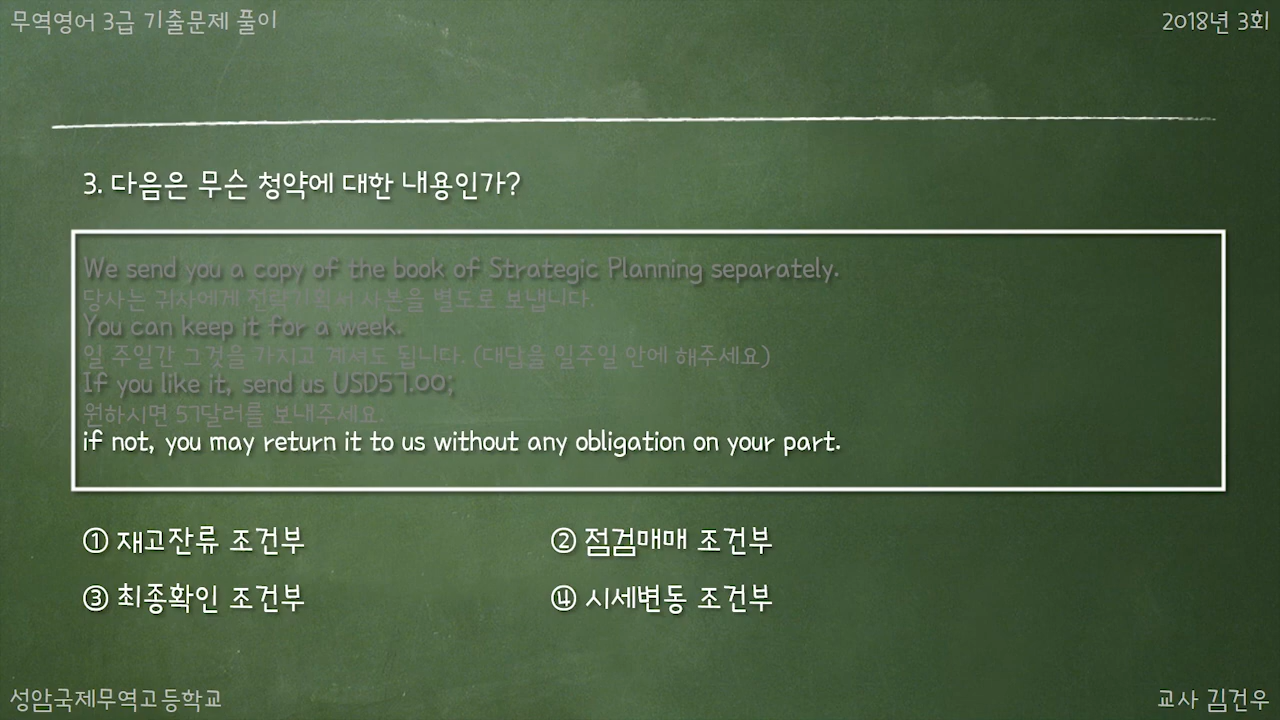 무역영어 3급 기출문제 풀이
2018년 3회
3. 다음은 무슨 청약에 대한 내용인가?
We send you a copy of the book of Strategic Planning separately.
당사는 귀사에게 전략기획서 사본을 별도로 보냅니다.
You can keep it for a week.
일 주일간 그것을 가지고 계셔도 됩니다. (대답을 일주일 안에 해주세요)
If you like it, send us USD57.00;
원하시면 57달러를 보내주세요.
if not, you may return it to us without any obligation on your part.
① 재고잔류 조건부
② 점검매매 조건부
③ 최종확인 조건부
④ 시세변동 조건부
성암국제무역고등학교
교사 김건우